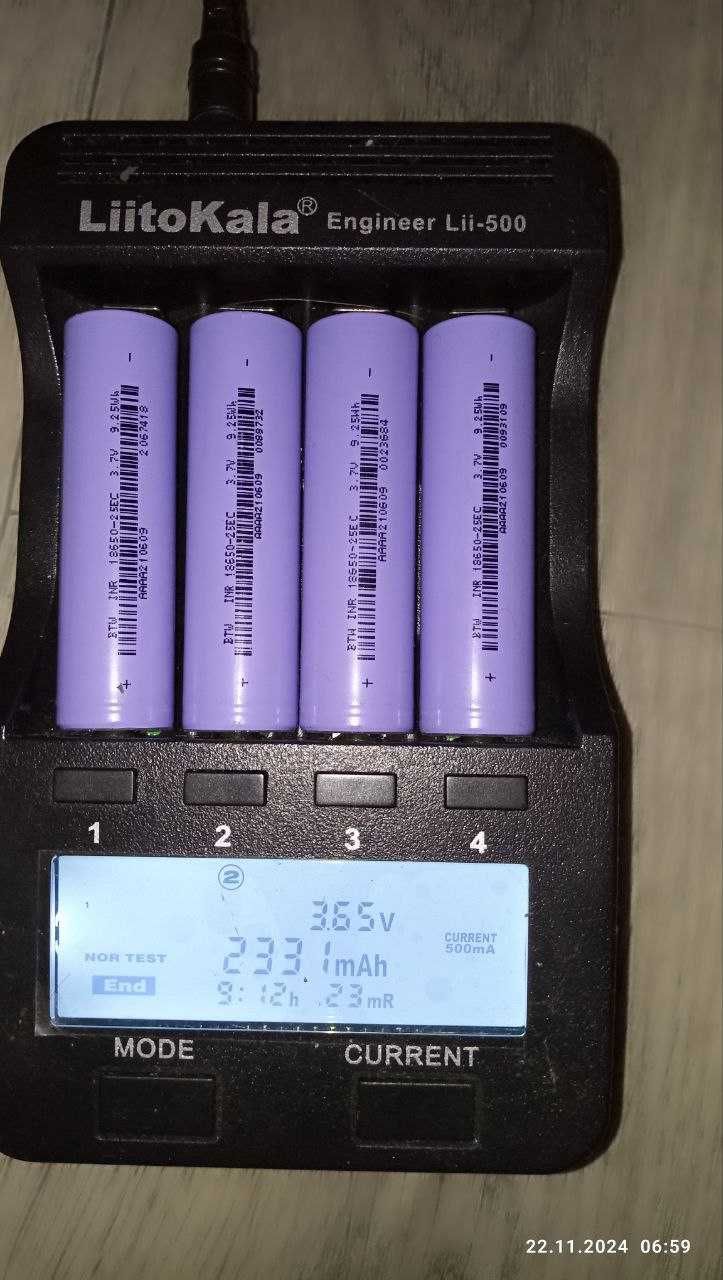 LiitoKala® Engineer Lii-500
BTW INR 18650-25EC 3.7V 9.25Wh
AAAA210609 2067418
BTW INR 18650-25EC 3.7V 9.25Wh
AAAA210609 0088732
BTW INR 18650-25EC 3.7V 9.25Wh
AAAA210609 0023684
BTW INR 18650-25EC 3.7V 9.25Wh
AAAA210609 0093109
1 2 3 4
2
3.65V
CURRENT
500mA
NOR TEST
2331mAh
End
9:12h 23mR
MODE
CURRENT
22.11.2024 06:59